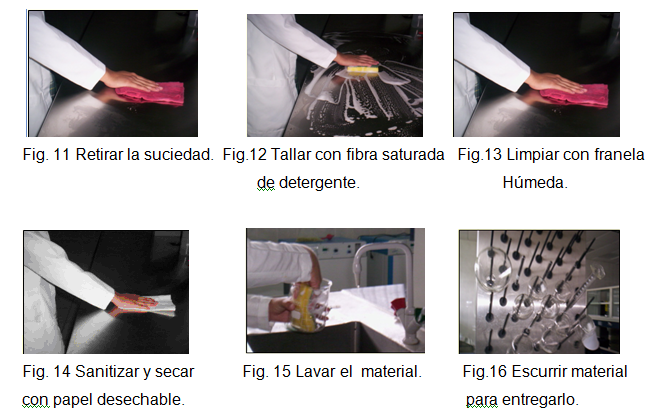 Fig. 11 Retirar la suciedad. Fig.12 Tallar con fibra saturada Fig.13 Limpiar con franela
de detergente. Húmeda.
Fig. 14 Sanitizar y secar Fig. 15 Lavar el material. Fig.16 Escurrir material
con papel desechable. para entregarlo.